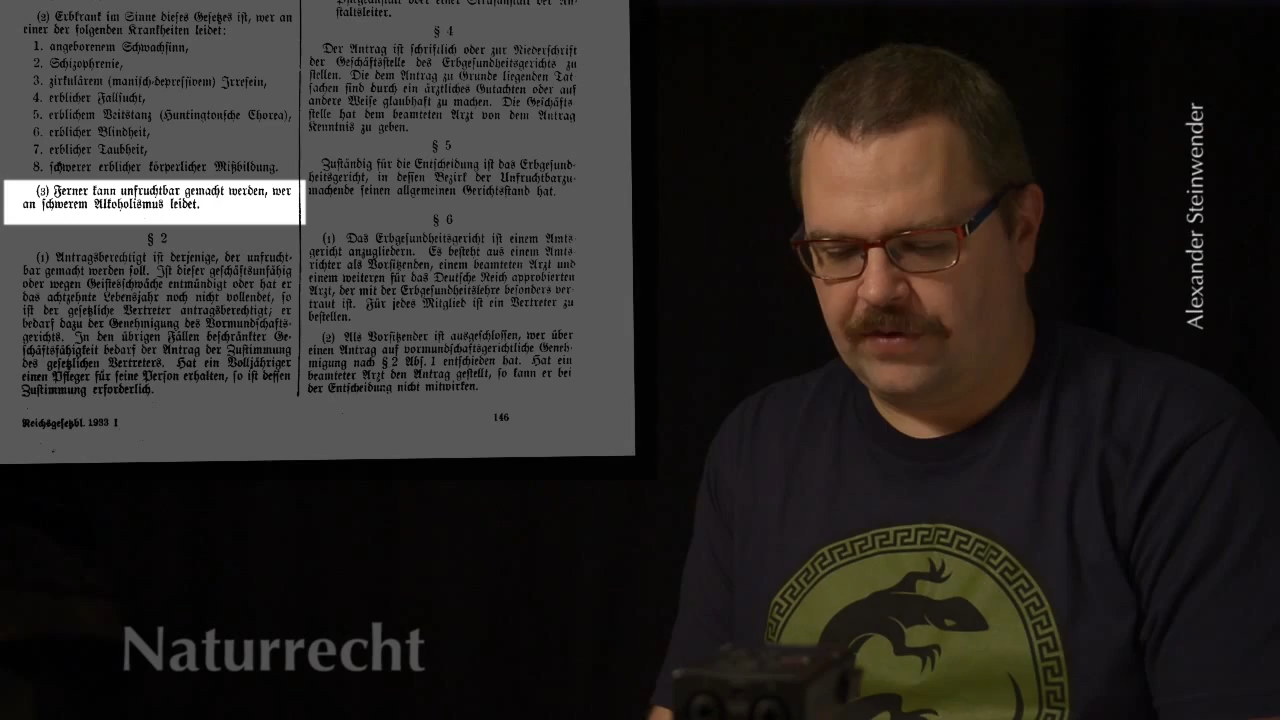 (2) Erbkrank im Sinne dieses Gesetzes ist, wer an
einer der folgenden Krankheiten leidet:
1. angeborenem Schwachsinn,
2. Schizophrenie,
3. zirkulärem (manisch-depressivem) Irresein,
4. erblicher Fallsucht,
5. erblichem Veitstanz (Huntingtonsche Chorea),
6. erblicher Blindheit,
7. erblicher Taubheit,
8. schwerer erblicher körperlicher Mißbildung.
(3) Ferner kann unfruchtbar gemacht werden, wer
an schwerem Alkoholismus leidet.
§ 2
(1) Antragsberechtigt ist derjenige, der unfrucht-
bar gemacht werden soll. Ist dieser geschäftsunfähig
oder wegen Geistesschwäche entmündigt oder hat er
das achtzehnte Lebensjahr noch nicht vollendet, so
ist der gesetzliche Vertreter antragsberechtigt; er
bedarf dazu der Genehmigung des Vormundschafts-
gerichts. In den übrigen Fällen beschränkter Ge-
schäftsfähigkeit bedarf der Antrag der Zustimmung
des gesetzlichen Vertreters. Hat ein Volljähriger
einen Pfleger für seine Person erhalten, so ist dessen
Zustimmung erforderlich.
Reichsgesetzbl. 1933 I
oder einer Strafanstalt der An-
staltsleiter.
§ 4
Der Antrag ist schriftlich oder zur Niederschrift
der Geschäftsstelle des Erbgesundheitsgerichts zu
stellen. Die dem Antrag zu Grunde liegenden Tat-
sachen sind durch ein ärztliches Gutachten oder auf
andere Weise glaubhaft zu machen. Die Geschäfts-
stelle hat dem beamteten Arzt von dem Antrag
Kenntnis zu geben.
§ 5
Zuständig für die Entscheidung ist das Erbgesund-
heitsgericht, in dessen Bezirk der Unfruchtbarzu-
machende seinen allgemeinen Gerichtsstand hat.
§ 6
(1) Das Erbgesundheitsgericht ist einem Amts-
gericht anzugliedern. Es besteht aus einem Amts-
richter als Vorsitzenden, einem beamteten Arzt und
einem weiteren für das Deutsche Reich approbierten
Arzt, der mit der Erbgesundheitslehre besonders ver-
traut ist. Für jedes Mitglied ist ein Vertreter zu
bestellen.
(2) Als Vorsitzender ist ausgeschlossen, wer über
einen Antrag auf vormundschaftsgerichtliche Geneh-
migung nach § 2 Abs. 1 entschieden hat. Hat ein
beamteter Arzt den Antrag gestellt, so kann er bei
der Entscheidung nicht mitwirken.
146
Alexander Steinwender
Naturrecht